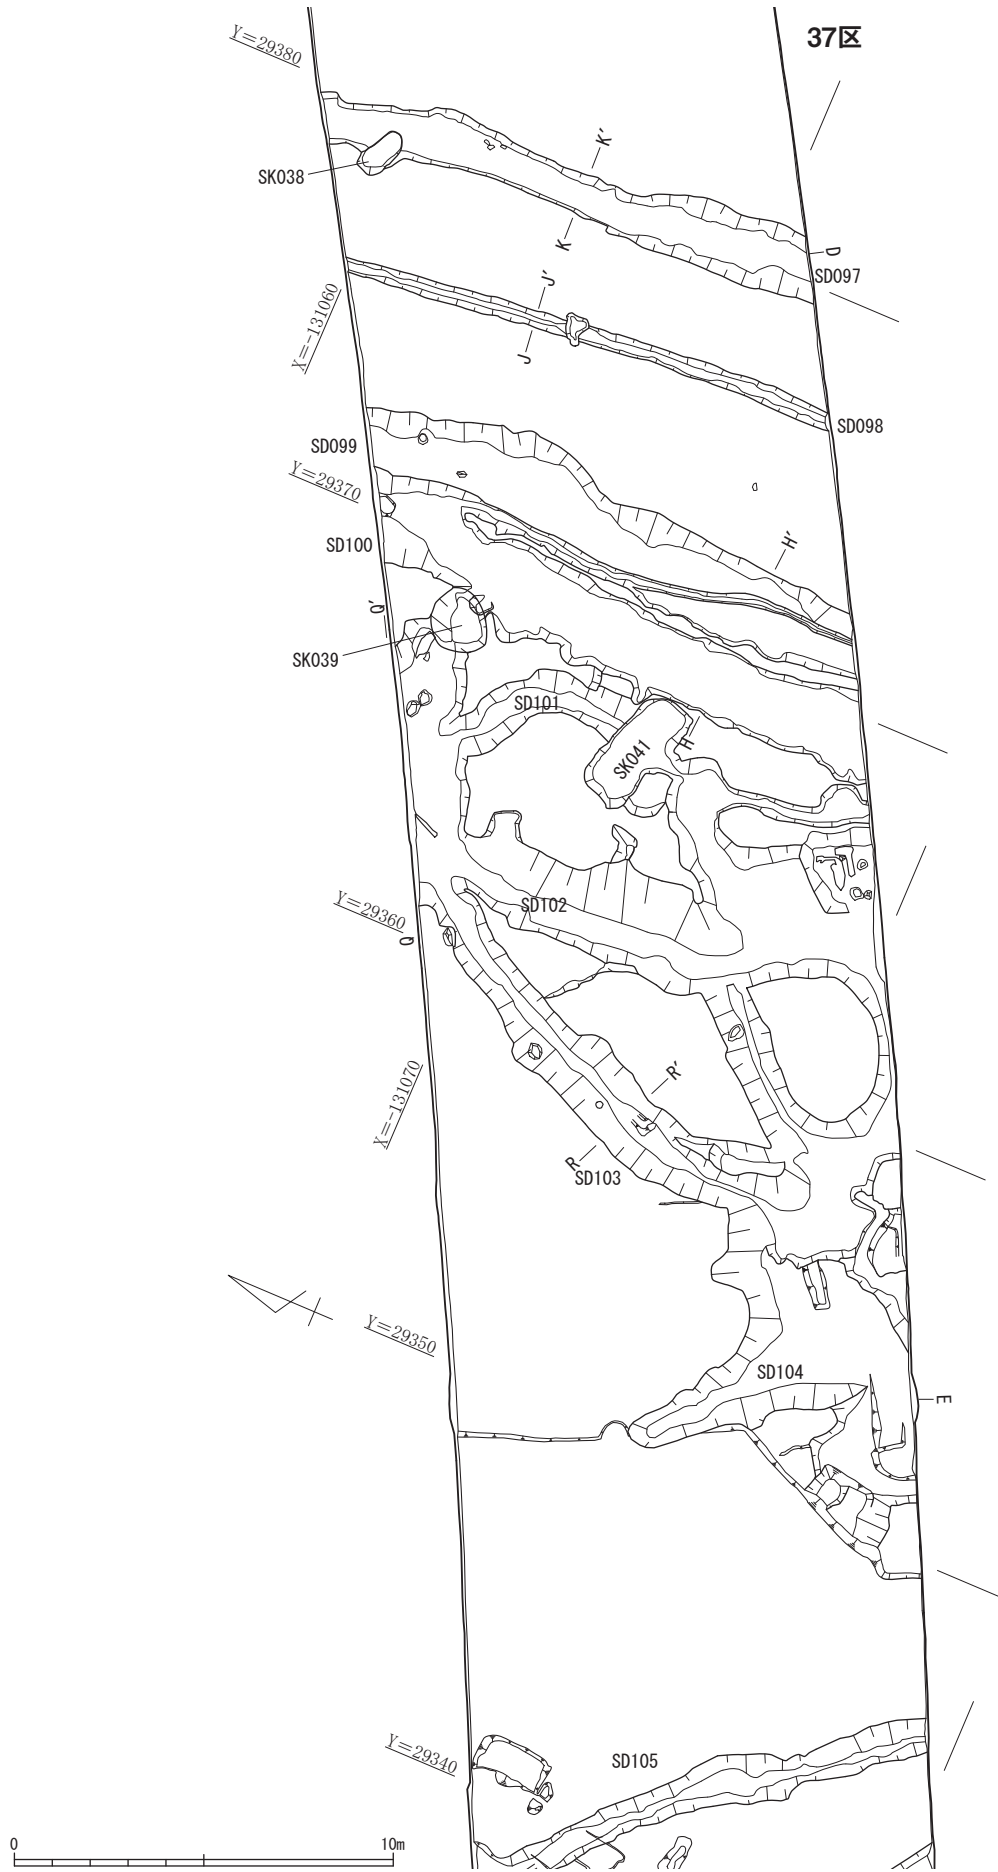 37区
Y=29380
K'
SK038
K
D
SD097
J'
X=-131060
J
SD098
SD099
Y=29370
H'
SD100
Q'
SK039
SD101
H
SK041
Y=29360
SD102
Q
X=-131070
R'
R
SD103
Y=29350
SD104
E
Y=29340
SD105
0
10m